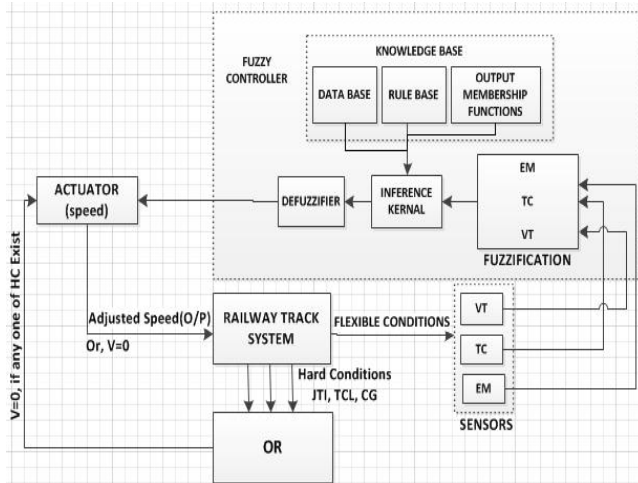 KNOWLEDGE BASE
FUZZY
CONTROLLER
DATA BASE
RULE BASE
OUTPUT
MEMBERSHIP
FUNCTIONS
EM
TC
VT
FUZZIFICATION
INFERENCE
KERNAL
DEFUZZIFIER
ACTUATOR
(speed)
V=0, if any one of HC Exist
Adjusted Speed(O/P)
Or, V=0
RAILWAY TRACK
SYSTEM
FLEXIBLE CONDITIONS
VT
TC
EM
SENSORS
Hard Conditions
JTI, TCL, CG
OR